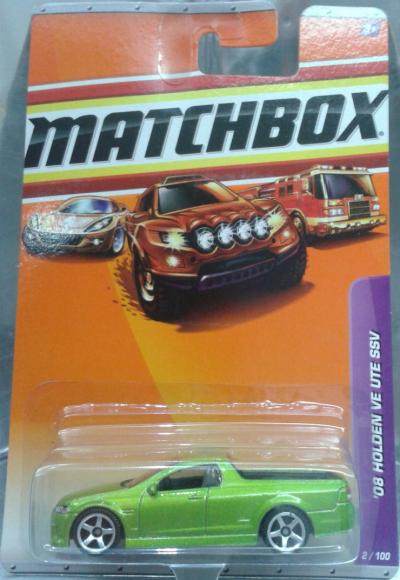 MATCHBOX
'08 HOLDEN VE UTE SSV
2/100